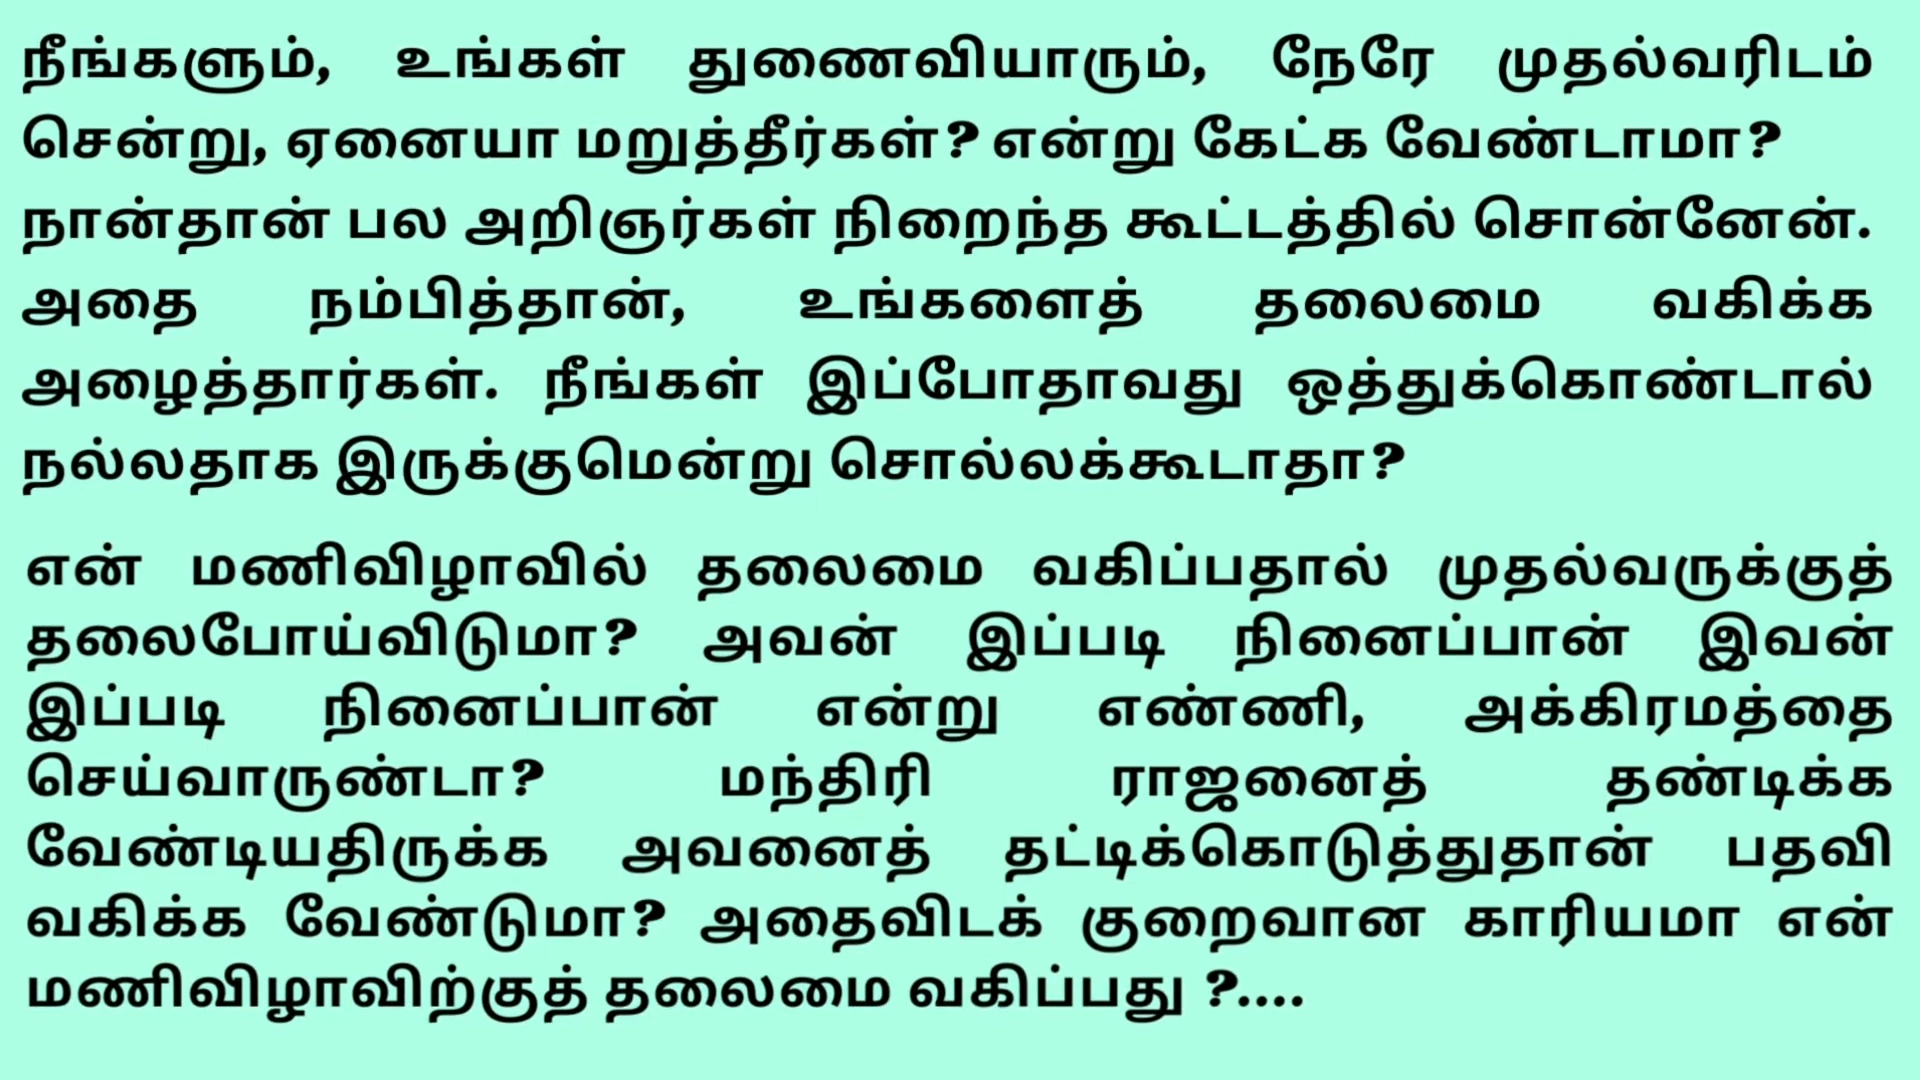 நீங்களும், உங்கள் துணைவியாரும், நேரே முதல்வரிடம்
சென்று, ஏனையா மறுத்தீர்கள்? என்று கேட்க வேண்டாமா?
நான்தான் பல அறிஞர்கள் நிறைந்த கூட்டத்தில் சொன்னேன்.
அதை நம்பித்தான், உங்களைத் தலைமை வகிக்க
அழைத்தார்கள். நீங்கள் இப்போதாவது ஒத்துக்கொண்டால்
நல்லதாக இருக்குமென்று சொல்லக்கூடாதா?
என் மணிவிழாவில் தலைமை வகிப்பதால் முதல்வருக்குத்
தலைபோய்விடுமா? அவன் இப்படி நினைப்பான் இவன்
இப்படி நினைப்பான் என்று எண்ணி, அக்கிரமத்தை
செய்வாருண்டா? மந்திரி ராஜனைத் தண்டிக்க
வேண்டியதிருக்க அவனைத் தட்டிக்கொடுத்துதான் பதவி
வகிக்க வேண்டுமா? அதைவிடக் குறைவான காரியமா என்
மணிவிழாவிற்குத் தலைமை வகிப்பது ?....